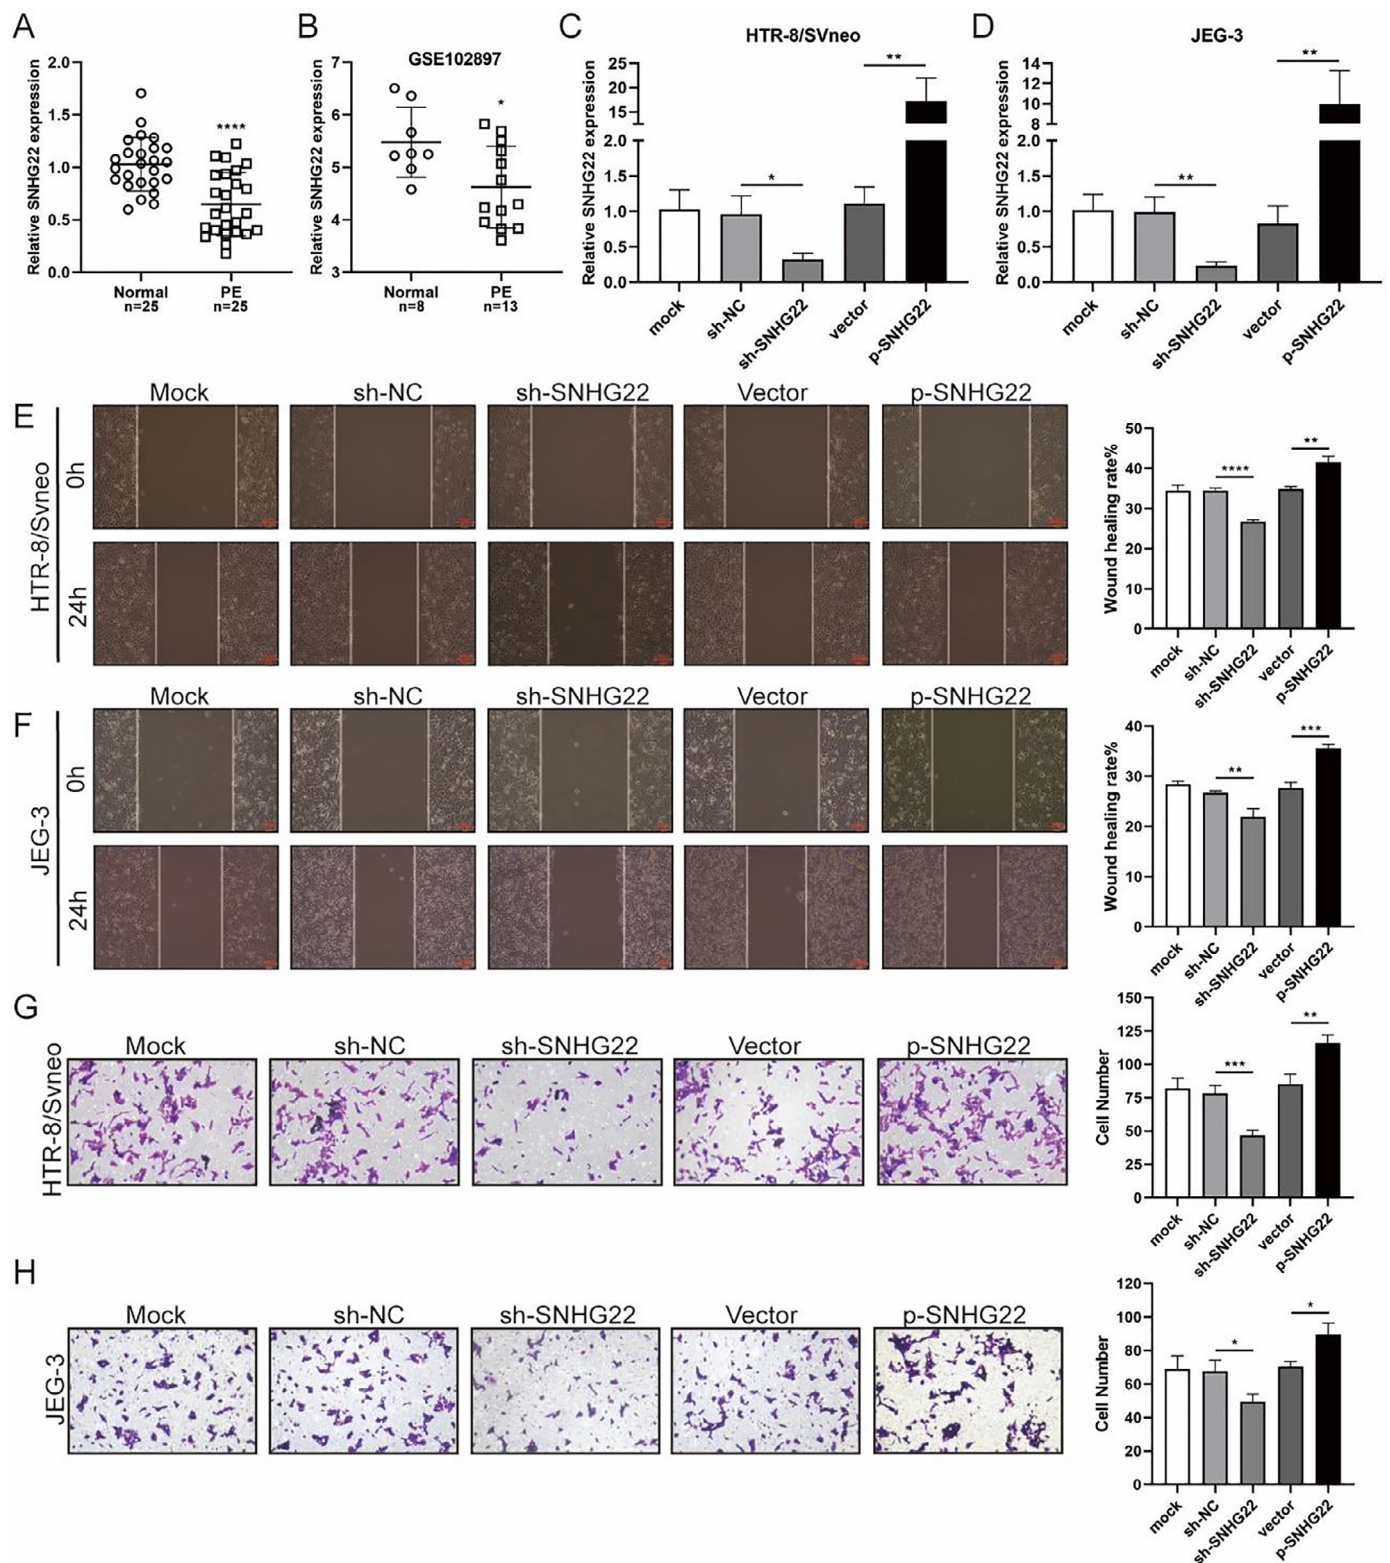 A
Relative SNHG22 expression
2.0
1.5
1.0
0.5
0.0
****
Normal
n=25
PE
n=25
B
GSE102897
Relative SNHG22 expression
7
6
5
4
3
*
Normal
n=8
PE
n=13
C
HTR-8/SVneo
Relative SNHG22 expression
25
20
15
2.0
1.5
1.0
0.5
0.0
*
**
mock
sh-NC
sh-SNHG22
vector
p-SNHG22
D
JEG-3
Relative SNHG22 expression
14
12
10
8
2.0
1.5
1.0
0.5
0.0
**
**
mock
sh-NC
sh-SNHG22
vector
p-SNHG22
E
HTR-8/Svneo
Mock
sh-NC
sh-SNHG22
Vector
p-SNHG22
0h
24h
Wound healing rate%
50
40
30
20
10
0
****
**
mock
sh-NC
sh-SNHG22
vector
p-SNHG22
F
JEG-3
Mock
sh-NC
sh-SNHG22
Vector
p-SNHG22
0h
24h
Wound healing rate%
40
30
20
10
0
**
***
mock
sh-NC
sh-SNHG22
vector
p-SNHG22
G
HTR-8/Svneo
Mock
sh-NC
sh-SNHG22
Vector
p-SNHG22
Cell Number
150
125
100
75
50
25
0
***
**
mock
sh-NC
sh-SNHG22
vector
p-SNHG22
H
JEG-3
Mock
sh-NC
sh-SNHG22
Vector
p-SNHG22
Cell Number
120
100
80
60
40
20
0
*
*
mock
sh-NC
sh-SNHG22
vector
p-SNHG22